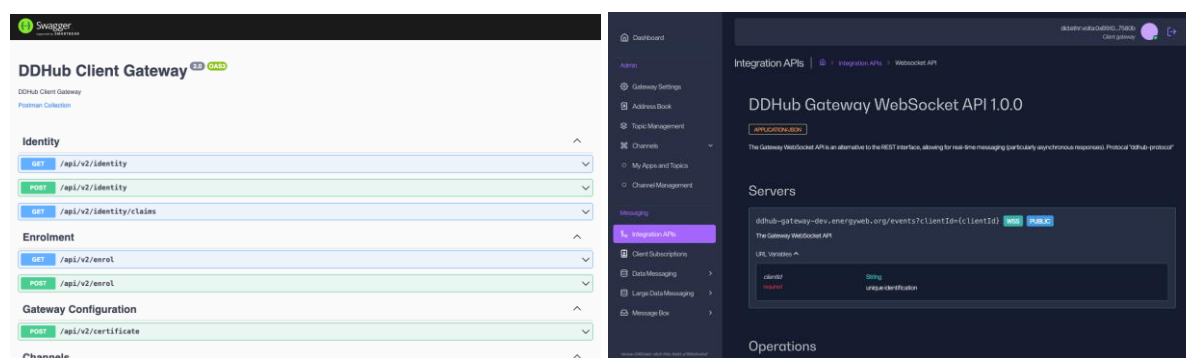 Swagger
Supported by SMARTBEAR
DDHub Client Gateway 2.0 OAS3
DDHub Client Gateway
Postman Collection
Identity
GET /api/v2/identity
POST /api/v2/identity
GET /api/v2/identity/claims
Enrolment
GET /api/v2/enrol
POST /api/v2/enrol
Gateway Configuration
POST /api/v2/certificate
Channels
Dashboard
Admin
Gateway Settings
Address Book
Topic Management
Channels
My Apps and Topics
Channel Management
Messaging
Integration APIs
Client Subscriptions
Data Messaging
Large Data Messaging
Message Box
Client gateway
Integration APIs Integration APIs Websocket API
DDHub Gateway WebSocket API 1.0.0
APPLICATION/JSON
The Gateway WebSocket API is an alternative to the REST interface, allowing for real-time messaging (particularly asynchronous responses). Protocal "ddhub-protocol"
Servers
ddhub-gateway-dev.energyweb.org/events?clientId={clientId} WSS PUBLIC
The Gateway WebSocket API
URL Variables
clientId String
required unique identification
Operations